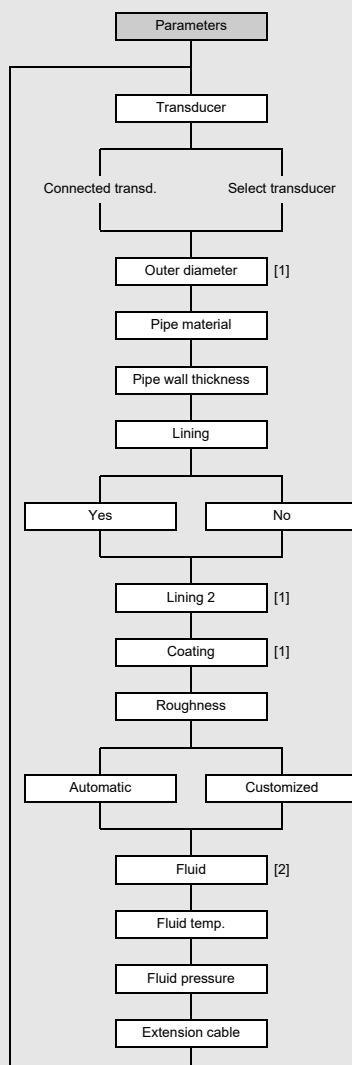 Parameters
Transducer
Connected transd. Select transducer
Outer diameter [1]
Pipe material
Pipe wall thickness
Lining
Yes No
Lining 2 [1]
Coating [1]
Roughness
Automatic Customized
Fluid [2]
Fluid temp.
Fluid pressure
Extension cable